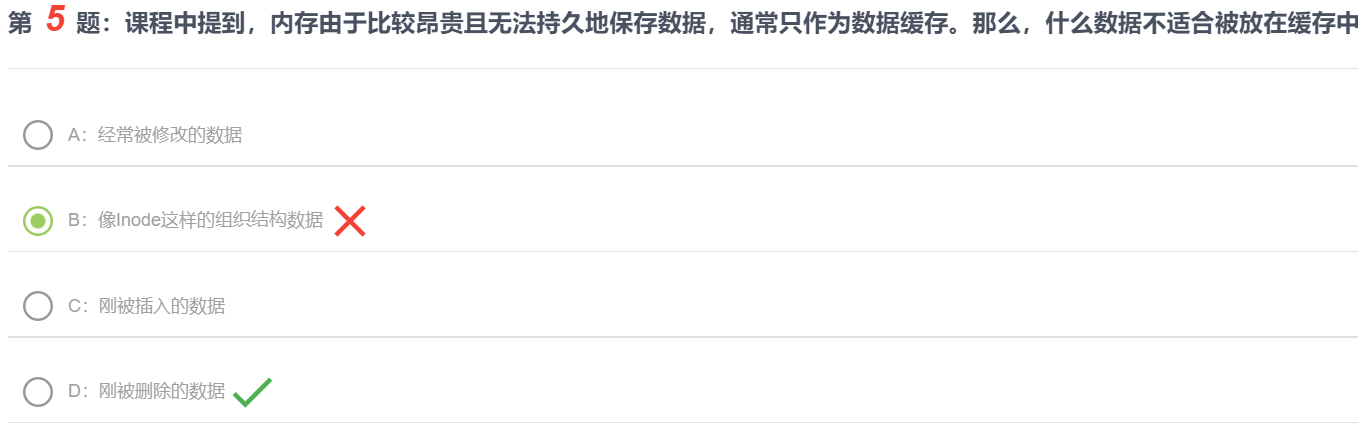 第 5 题：课程中提到，内存由于比较昂贵且无法持久地保存数据，通常只作为数据缓存。那么，什么数据不适合被放在缓存中
A：经常被修改的数据
B：像Inode这样的组织结构数据
C：刚被插入的数据
D：刚被删除的数据